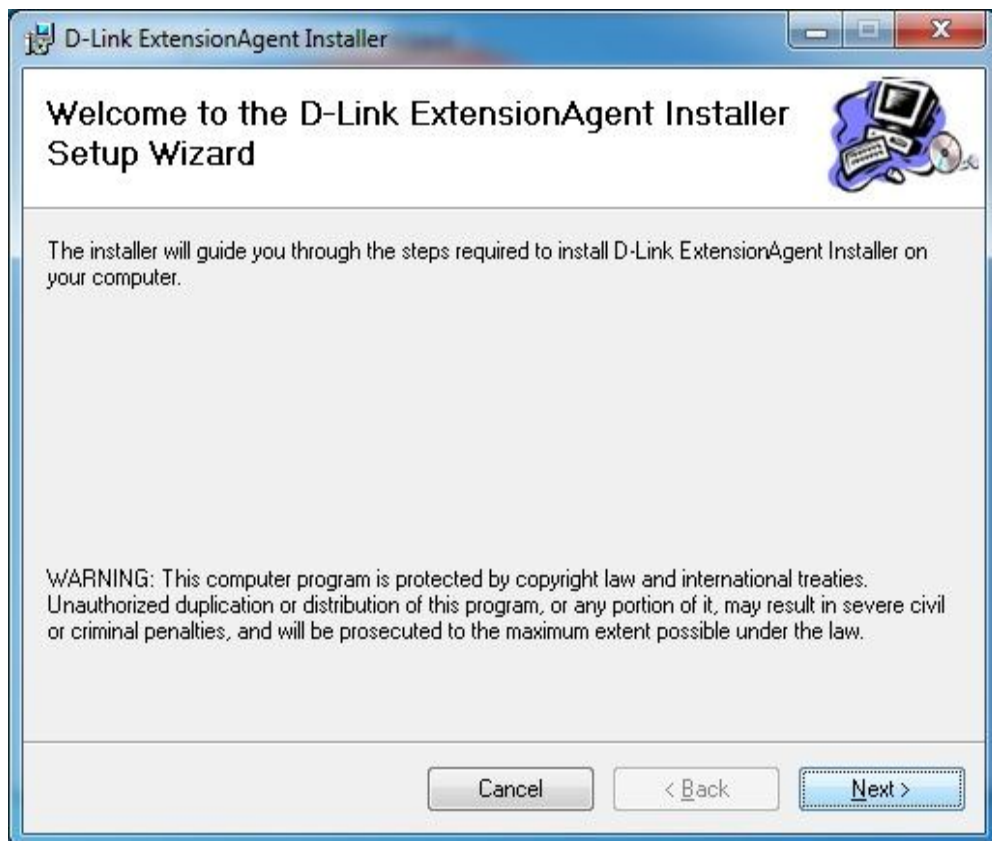 D-Link ExtensionAgent Installer
Welcome to the D-Link ExtensionAgent Installer
Setup Wizard
The installer will guide you through the steps required to install D-Link ExtensionAgent Installer on
your computer.
WARNING: This computer program is protected by copyright law and international treaties.
Unauthorized duplication or distribution of this program, or any portion of it, may result in severe civil
or criminal penalties, and will be prosecuted to the maximum extent possible under the law.
Cancel
< Back
Next >